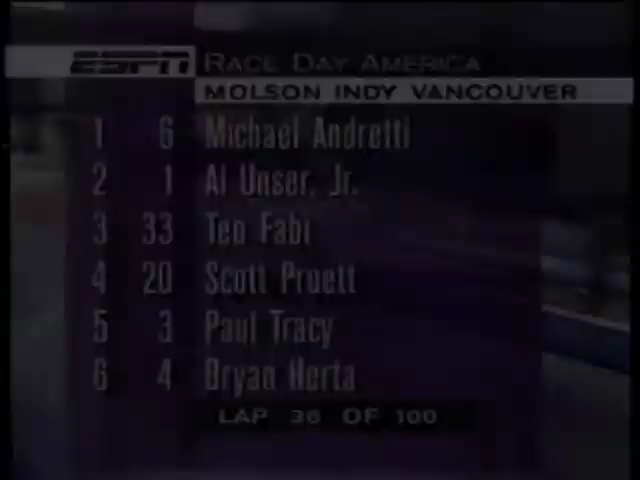 ESPN RACE DAY AMERICA
MOLSON INDY VANCOUVER
1 6 Michael Andretti
2 1 Al Unser, Jr.
3 33 Teo Fabi
4 20 Scott Pruett
5 3 Paul Tracy
6 4 Bryan Herta
LAP 36 OF 100